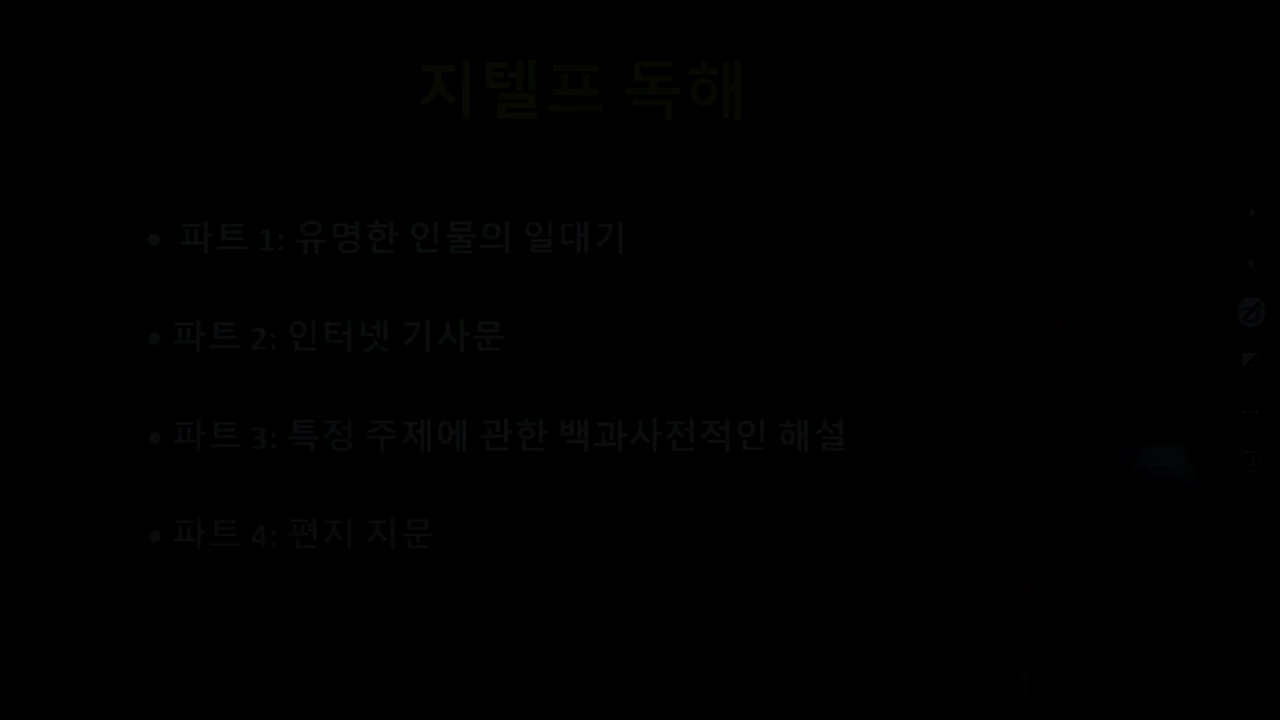 지텔프 독해
• 파트 1: 유명한 인물의 일대기
• 파트 2: 인터넷 기사문
• 파트 3: 특정 주제에 관한 백과사전적인 해설
• 파트 4: 편지 지문